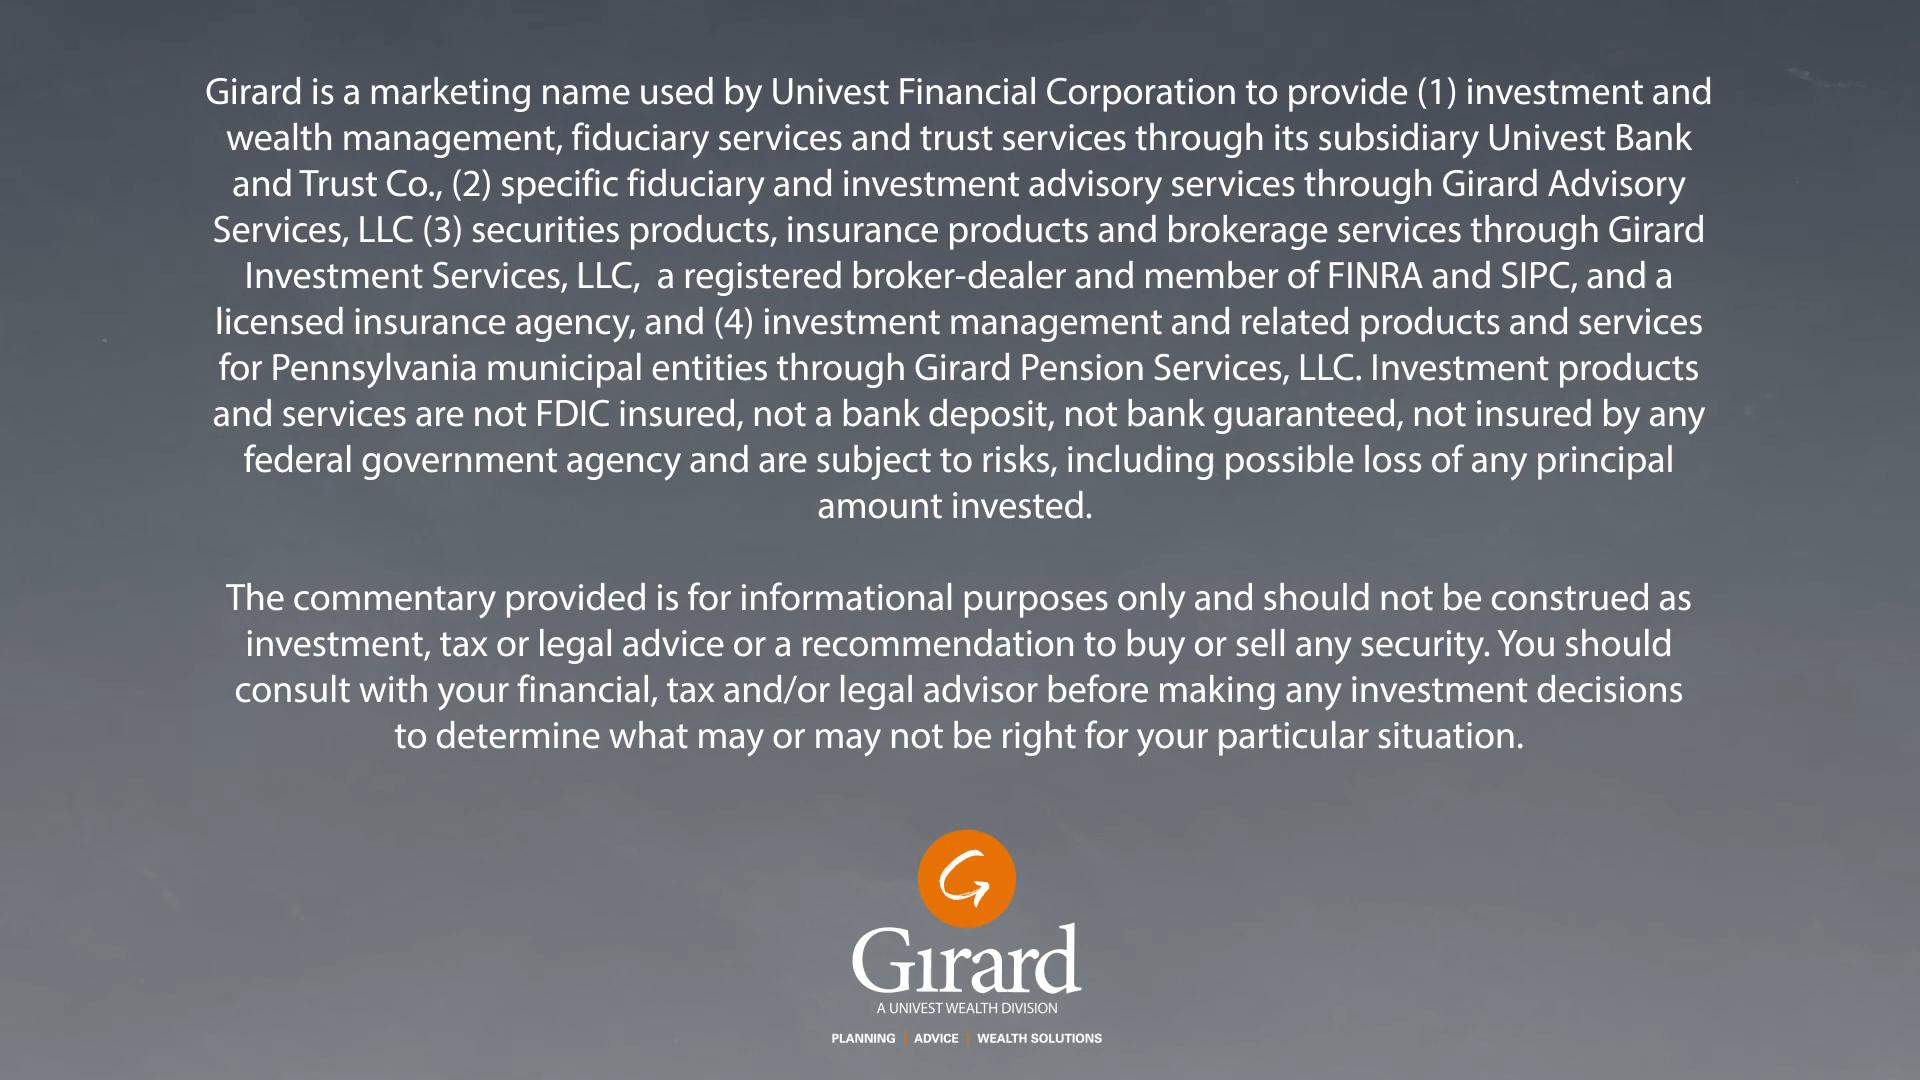 Girard is a marketing name used by Univest Financial Corporation to provide (1) investment and
wealth management, fiduciary services and trust services through its subsidiary Univest Bank
and Trust Co., (2) specific fiduciary and investment advisory services through Girard Advisory
Services, LLC (3) securities products, insurance products and brokerage services through Girard
Investment Services, LLC,  a registered broker-dealer and member of FINRA and SIPC, and a
licensed insurance agency, and (4) investment management and related products and services
for Pennsylvania municipal entities through Girard Pension Services, LLC. Investment products
and services are not FDIC insured, not a bank deposit, not bank guaranteed, not insured by any
federal government agency and are subject to risks, including possible loss of any principal
amount invested.
The commentary provided is for informational purposes only and should not be construed as
investment, tax or legal advice or a recommendation to buy or sell any security. You should
consult with your financial, tax and/or legal advisor before making any investment decisions
to determine what may or may not be right for your particular situation.
G
Girard
A UNIVEST WEALTH DIVISION
PLANNING | ADVICE | WEALTH SOLUTIONS